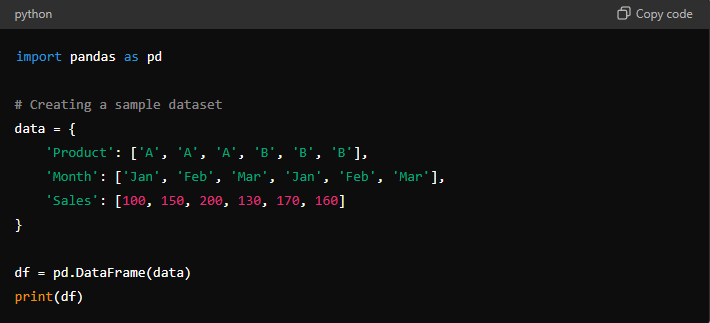 python
Copy code
import pandas as pd
# Creating a sample dataset
data = {
    'Product': ['A', 'A', 'A', 'B', 'B', 'B'],
    'Month': ['Jan', 'Feb', 'Mar', 'Jan', 'Feb', 'Mar'],
    'Sales': [100, 150, 200, 130, 170, 160]
}
df = pd.DataFrame(data)
print(df)